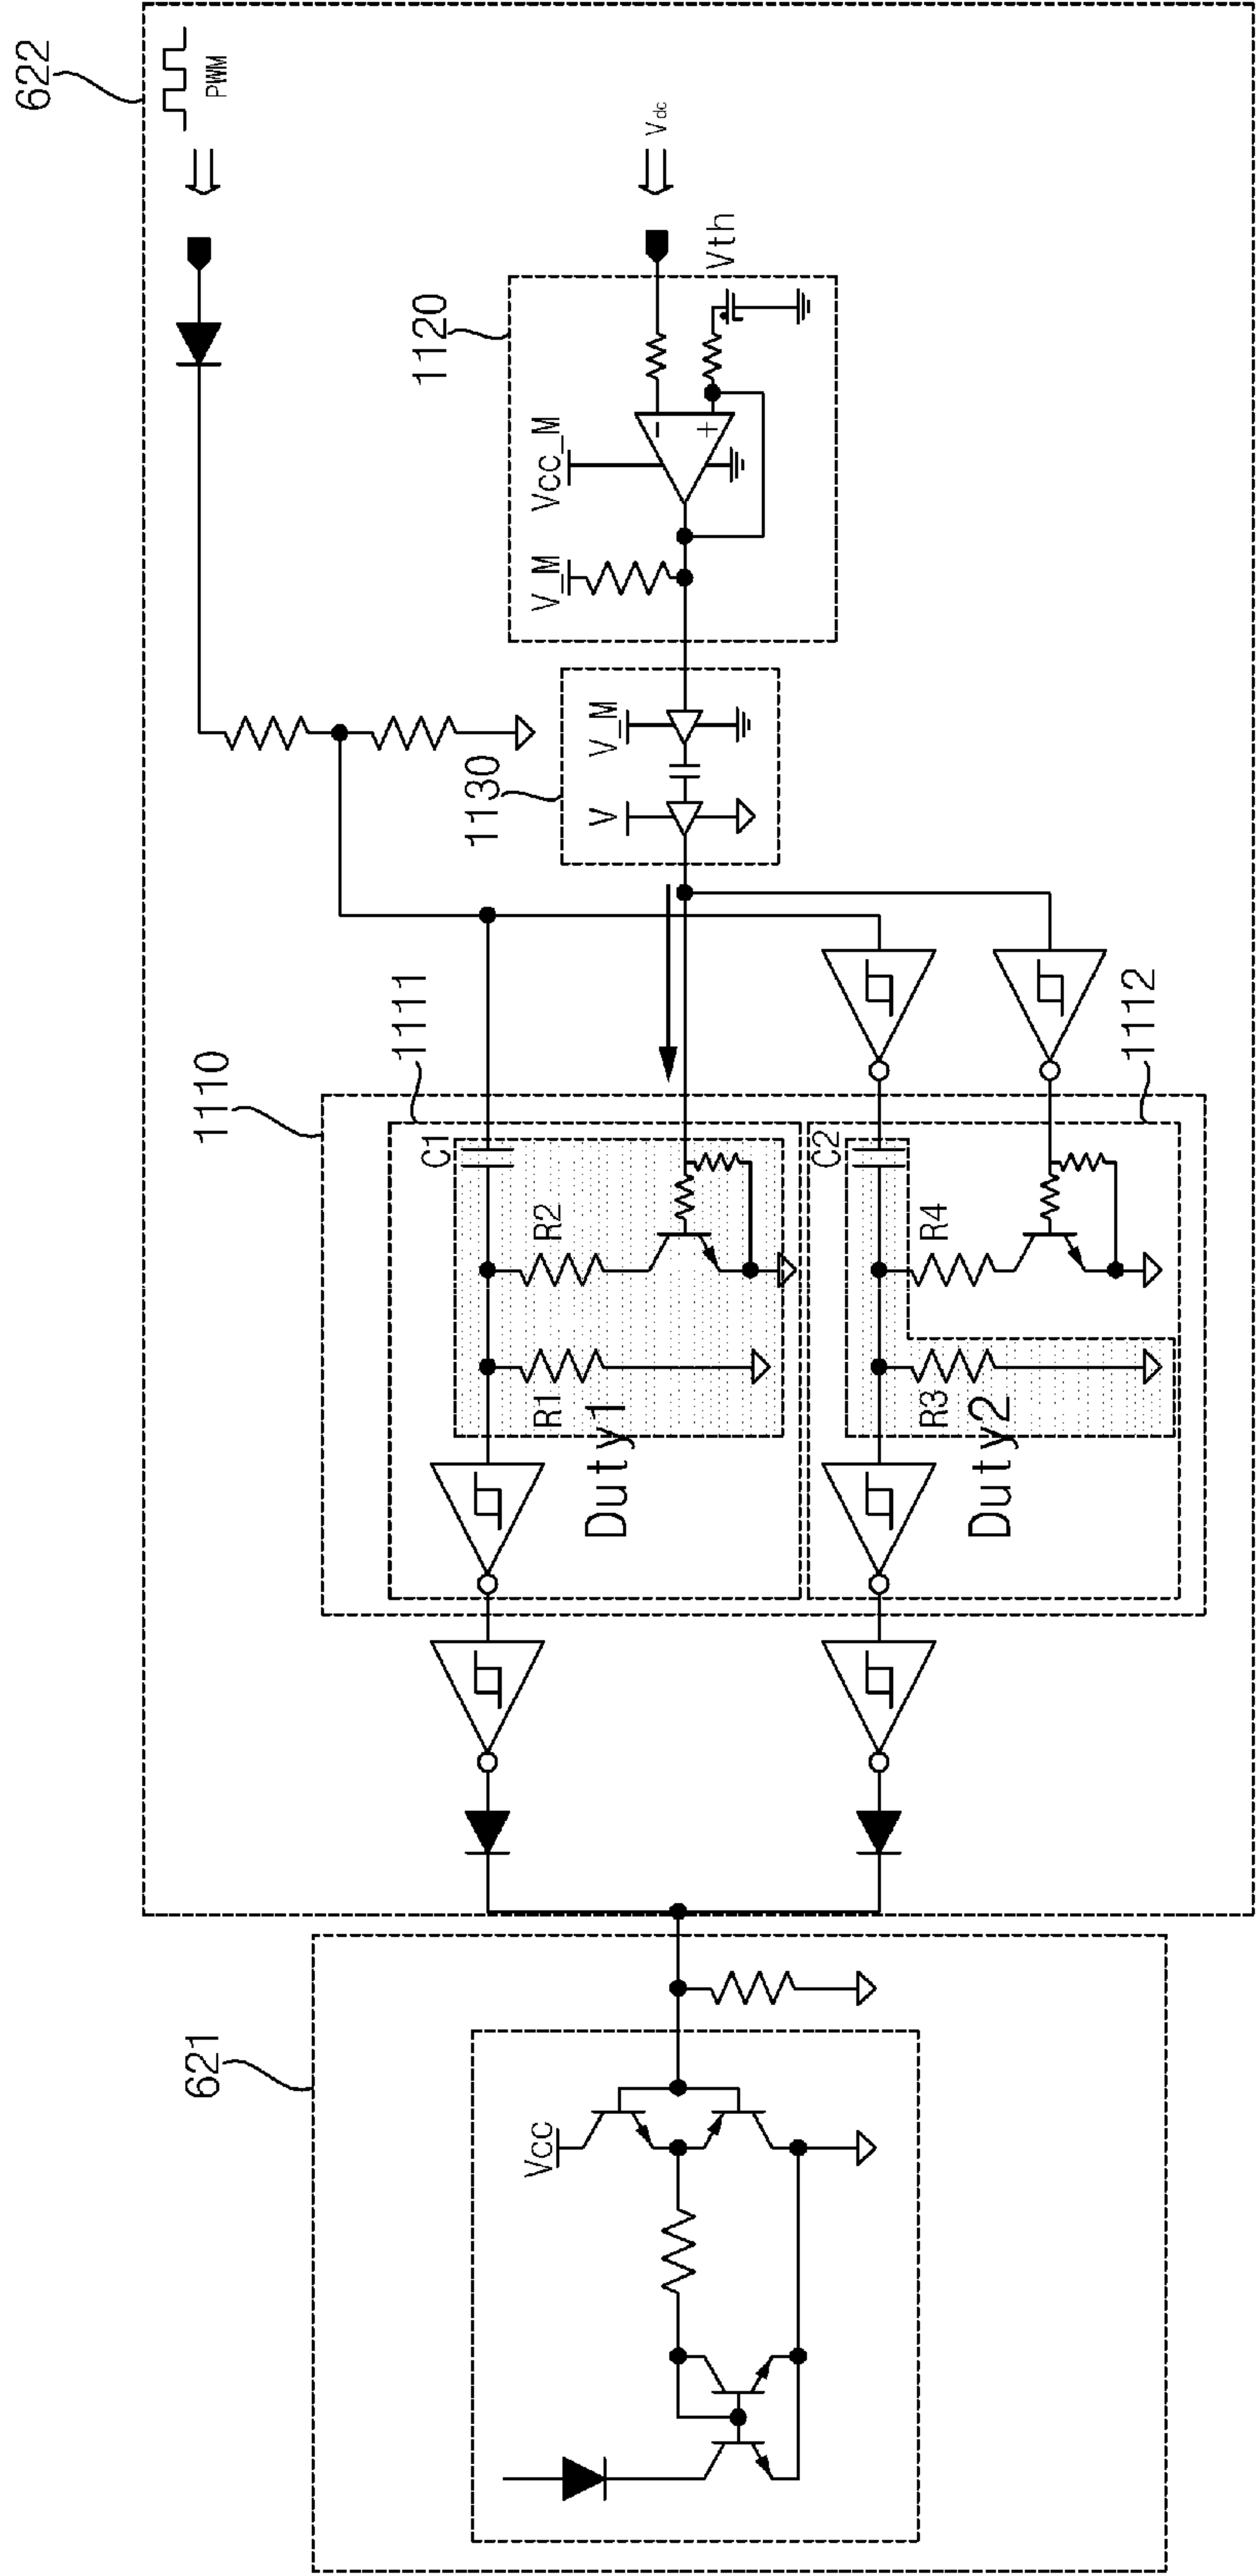 622
PWM
Vdc
1120
Vth
Vcc_M
-
+
V_M
1130
V_M
V
1110
1111
C1
R2
R1
Duty1
1112
C2
R4
R3
Duty2
621
Vcc